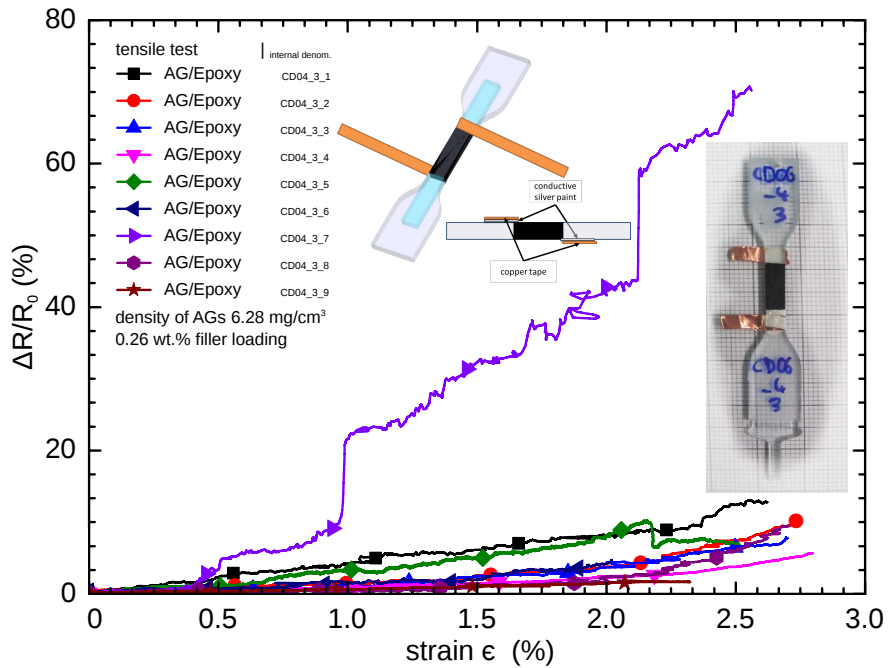 80
60
40
20
0
ΔR/R₀ (%)
0.0
0.5
1.0
1.5
2.0
2.5
3.0
strain ϵ (%)
tensile test | internal denom.
AG/Epoxy CD04_3_1
AG/Epoxy CD04_3_2
AG/Epoxy CD04_3_3
AG/Epoxy CD04_3_4
AG/Epoxy CD04_3_5
AG/Epoxy CD04_3_6
AG/Epoxy CD04_3_7
AG/Epoxy CD04_3_8
AG/Epoxy CD04_3_9
density of AGs 6.28 mg/cm³
0.26 wt.% filler loading
conductive
silver paint
copper tape
CD06
-4
3
CD06
-4
3